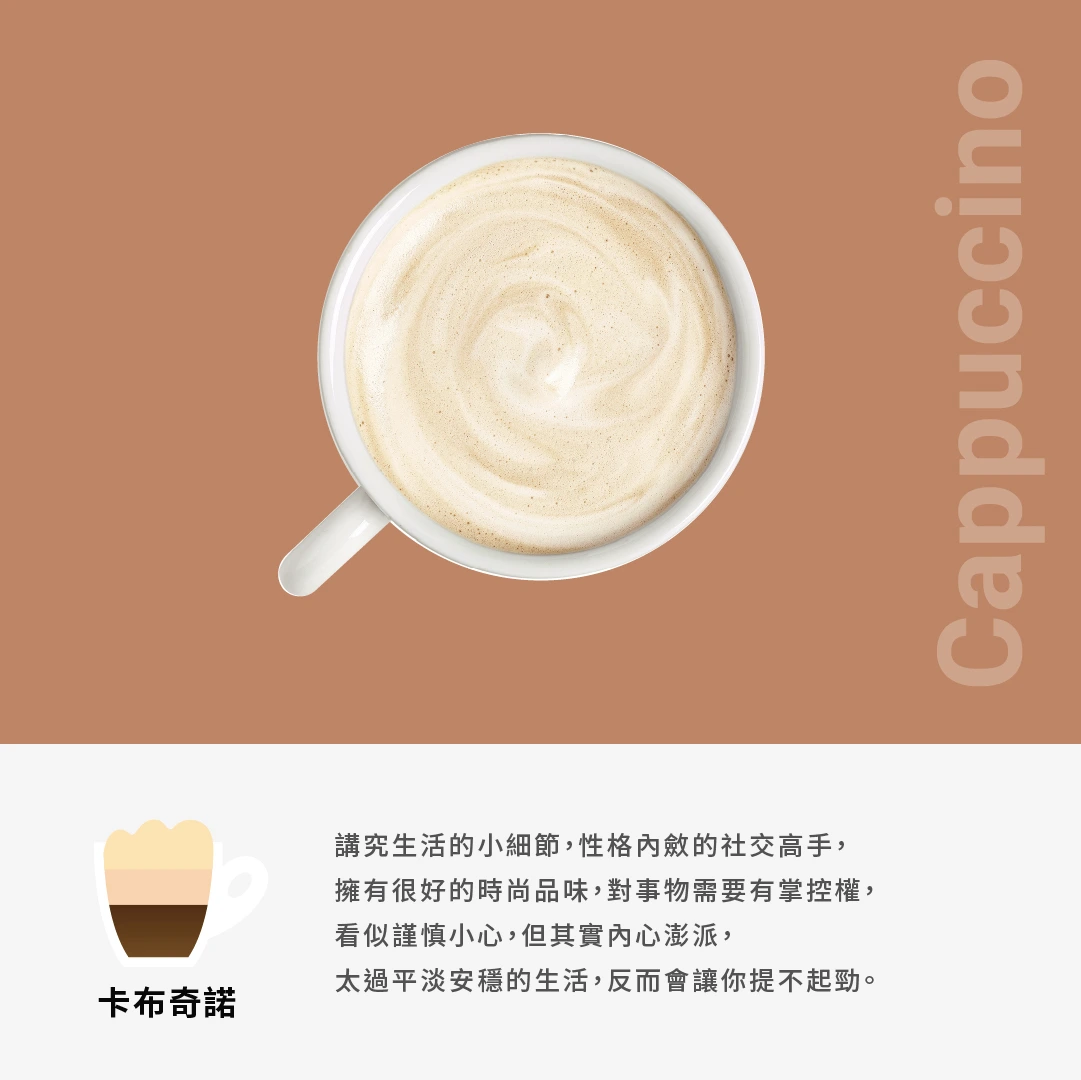 Cappuccino
卡布奇諾
講究生活的小細節，性格內斂的社交高手，
擁有很好的時尚品味，對事物需要有掌控權，
看似謹慎小心，但其實內心澎派，
太過平淡安穩的生活，反而會讓你提不起勁。